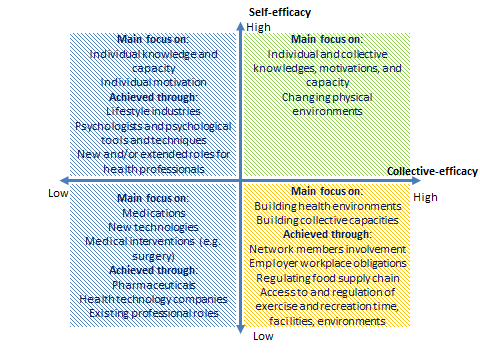 Self-efficacy
High
Main focus on:
Individual knowledge and
capacity
Individual motivation
Achieved through:
Lifestyle industries
Psychologists and psychological
tools and techniques
New and/or extended roles for
health professionals
Main focus on:
Individual and collective
knowledges, motivations, and
capacity
Changing physical
environments
Collective-efficacy
Low
High
Main focus on:
Medications
New technologies
Medical interventions (e.g.
surgery)
Achieved through:
Pharmaceuticals
Health technology companies
Existing professional roles
Main focus on:
Building health environments
Building collective capacities
Achieved through:
Network members involvement
Employer workplace obligations
Regulating food supply chain
Access to and regulation of
exercise and recreation time,
facilities, environments
Low